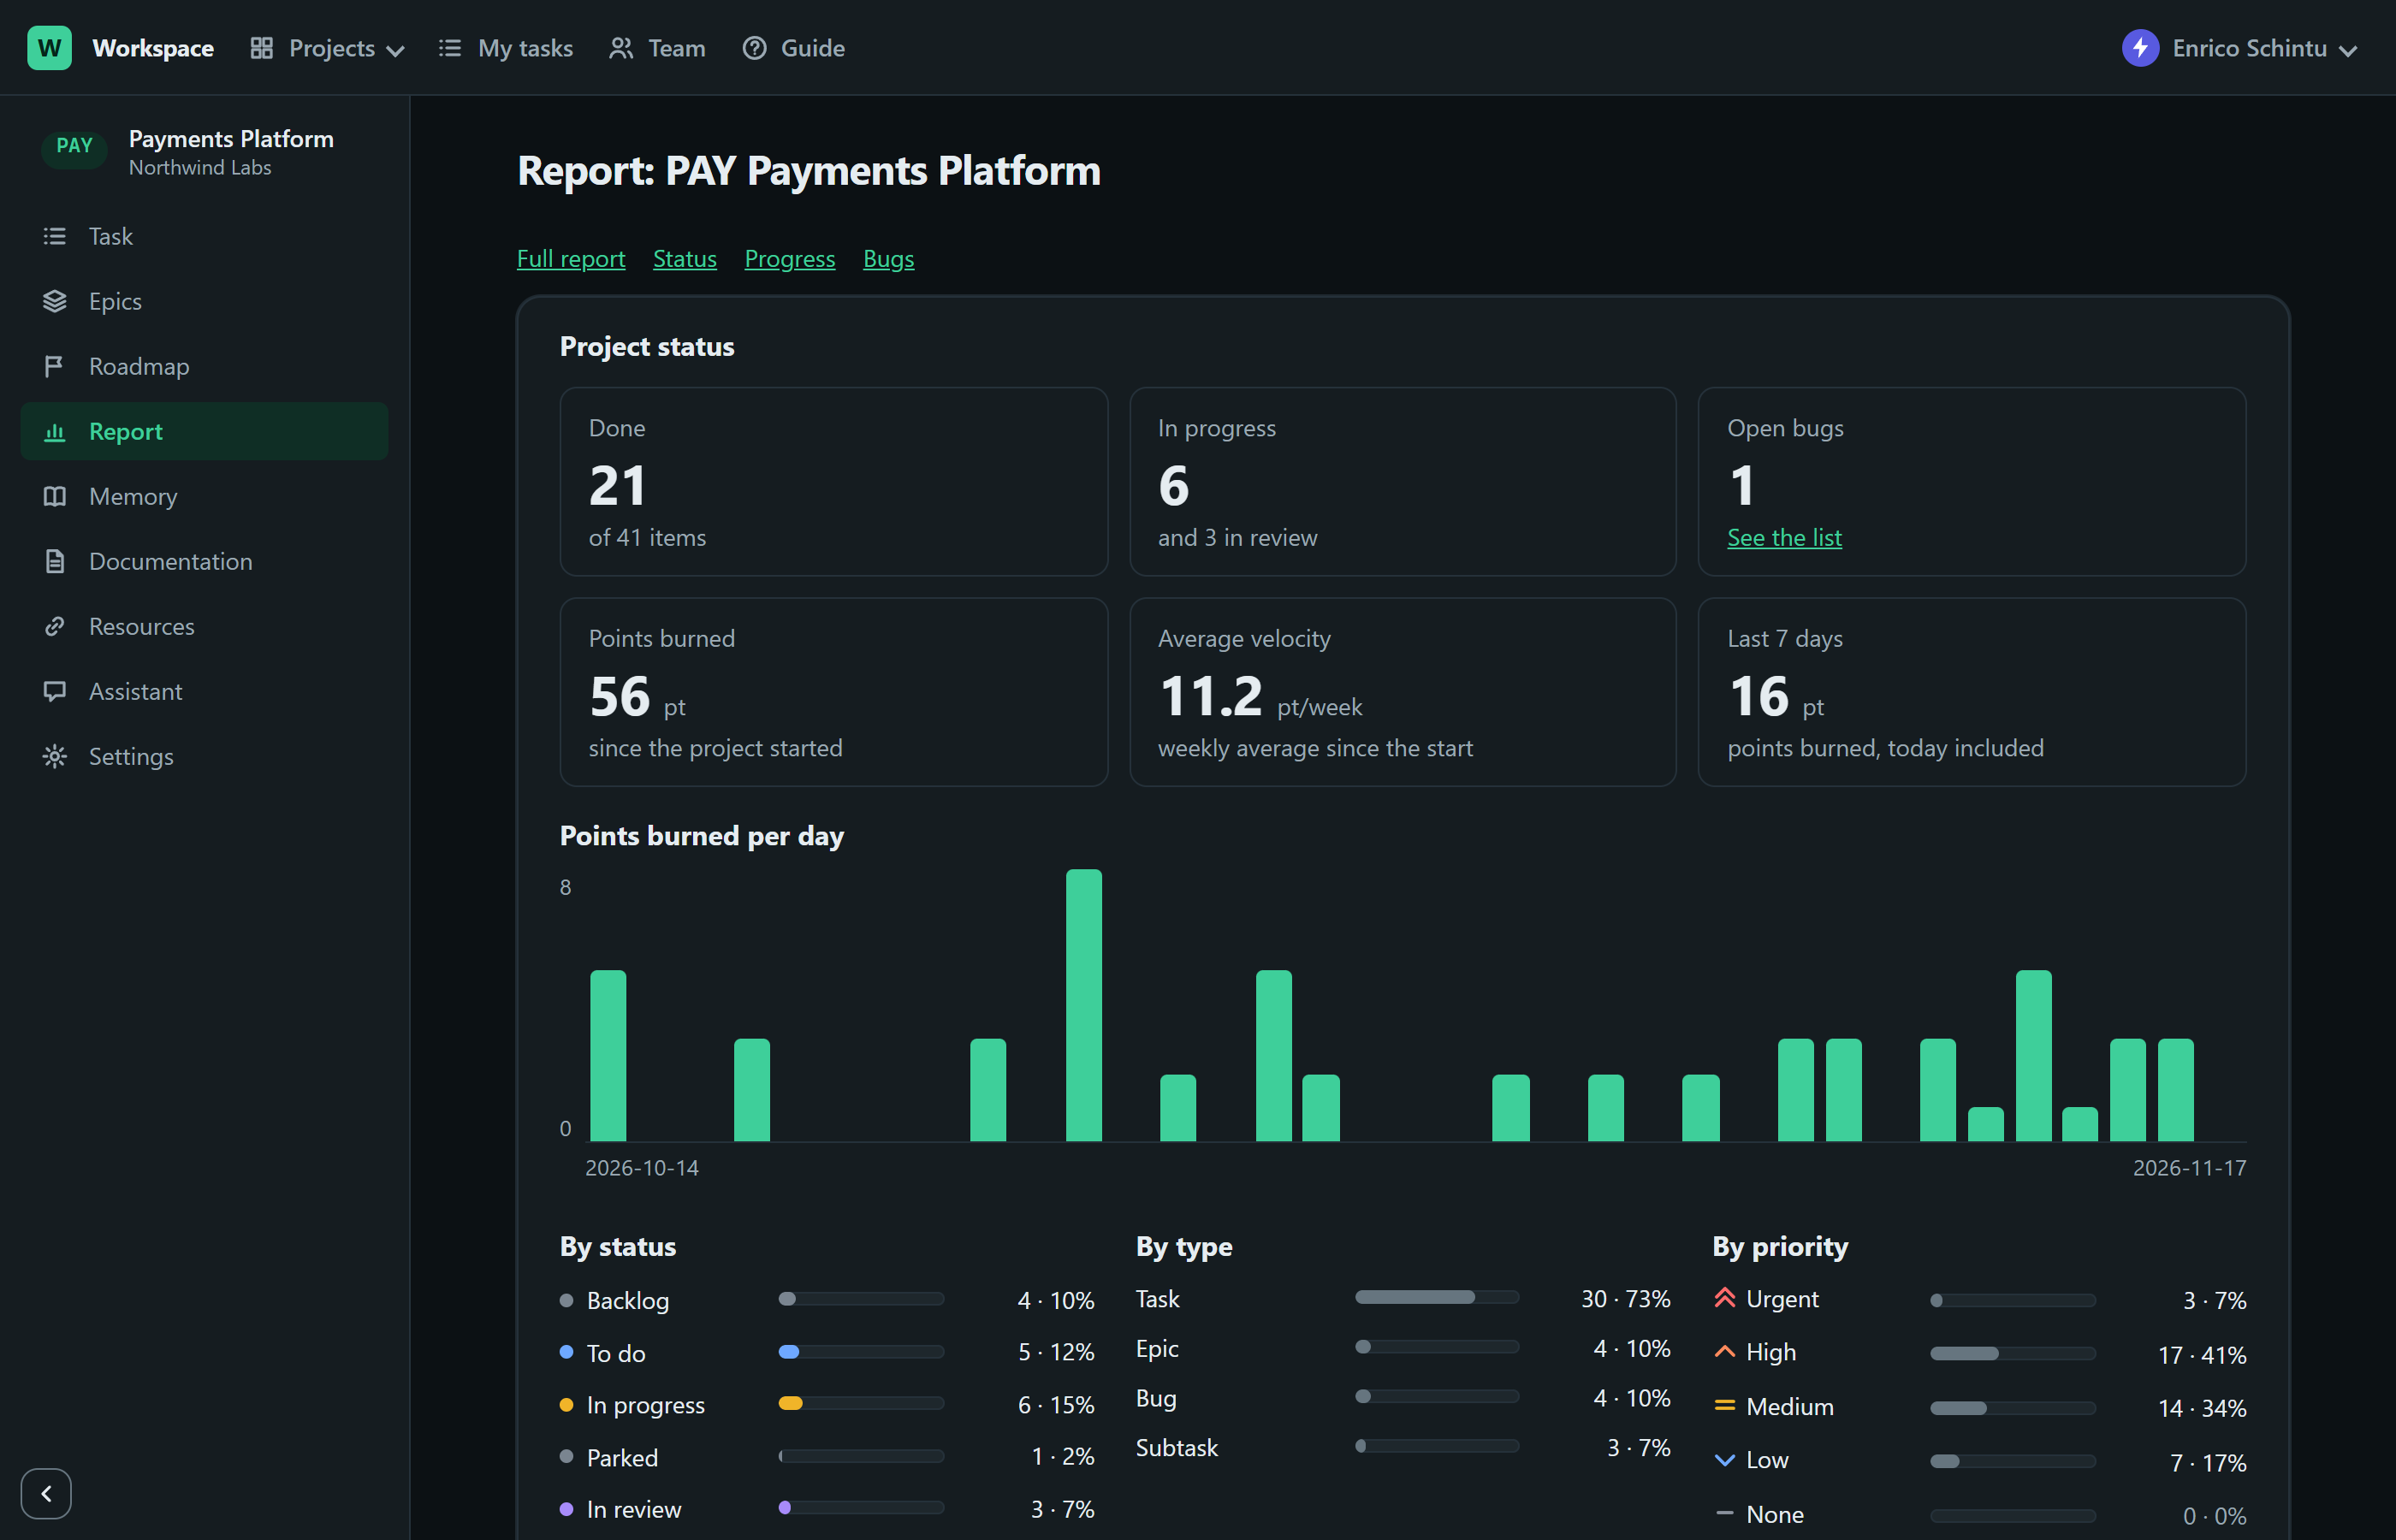 W Workspace Projects My tasks Team Guide Enrico Schintu
PAY Payments Platform
Northwind Labs
Task
Epics
Roadmap
Report
Memory
Documentation
Resources
Assistant
Settings
Report: PAY Payments Platform
Full report Status Progress Bugs
Project status
Done
21
of 41 items
In progress
6
and 3 in review
Open bugs
1
See the list
Points burned
56 pt
since the project started
Average velocity
11.2 pt/week
weekly average since the start
Last 7 days
16 pt
points burned, today included
Points burned per day
8
0
2026-10-14 2026-11-17
By status
Backlog 4 · 10%
To do 5 · 12%
In progress 6 · 15%
Parked 1 · 2%
In review 3 · 7%
By type
Task 30 · 73%
Epic 4 · 10%
Bug 4 · 10%
Subtask 3 · 7%
By priority
Urgent 3 · 7%
High 17 · 41%
Medium 14 · 34%
Low 7 · 17%
None 0 · 0%